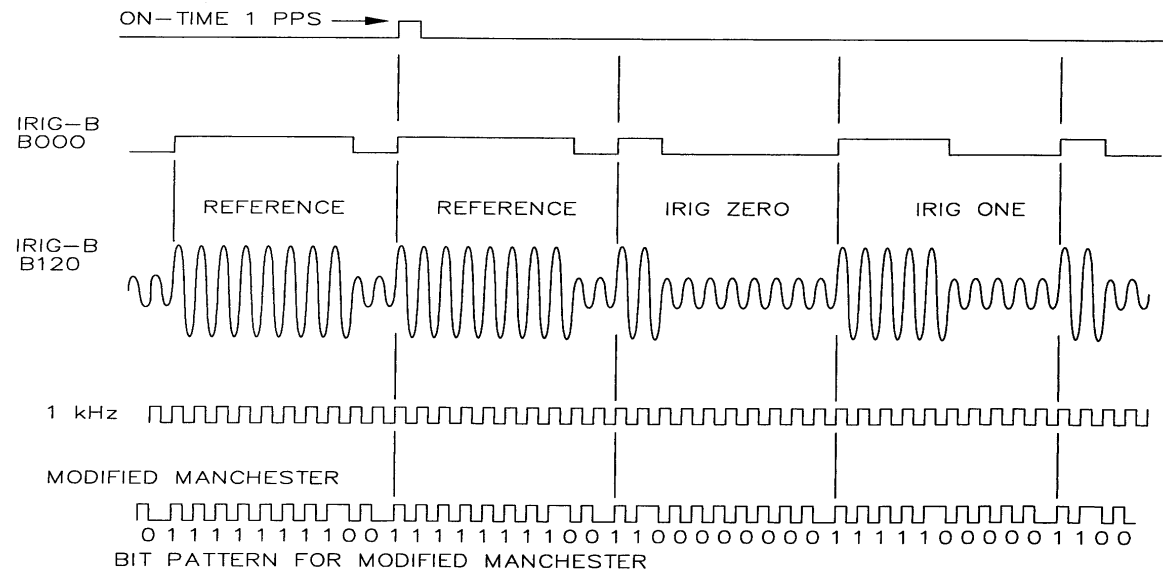 ON-TIME 1 PPS
IRIG-B
B000
REFERENCE REFERENCE IRIG ZERO IRIG ONE
IRIG-B
B120
1 kHz
MODIFIED MANCHESTER
0 1 1 1 1 1 1 1 1 0 0 1 1 1 1 1 1 1 1 0 0 1 1 0 0 0 0 0 0 0 0 1 1 1 1 1 0 0 0 0 0 1 1 0 0
BIT PATTERN FOR MODIFIED MANCHESTER